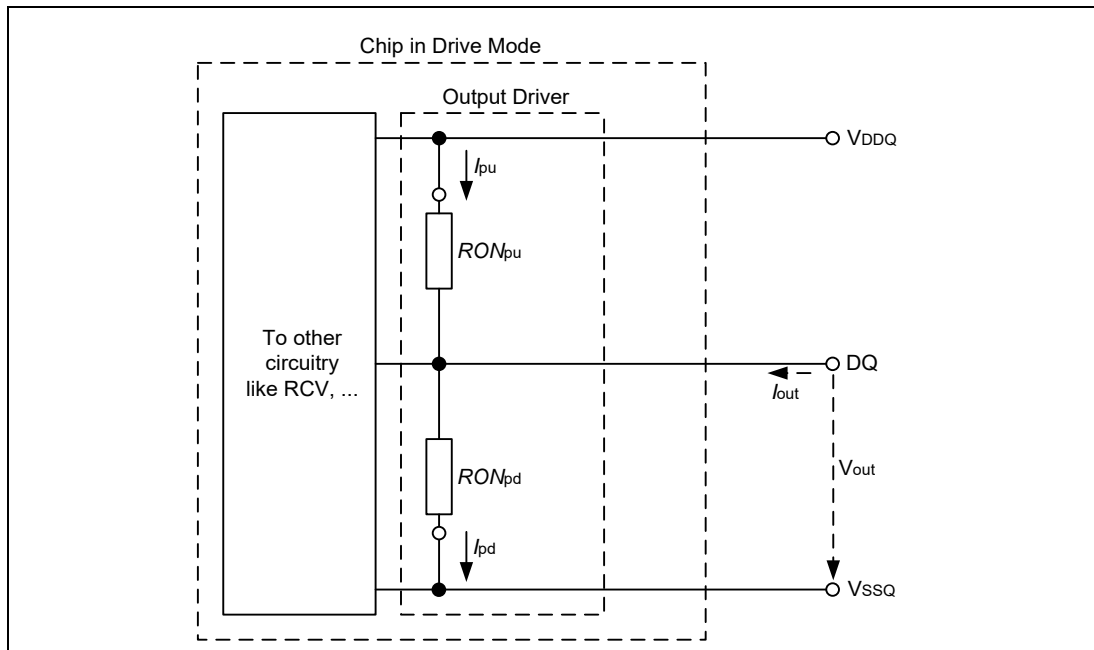 Chip in Drive Mode
Output Driver
VDDQ
Ipu
RONpu
To other
circuitry
like RCV, ...
DQ
Iout
RONpd
Vout
Ipd
VSSQ